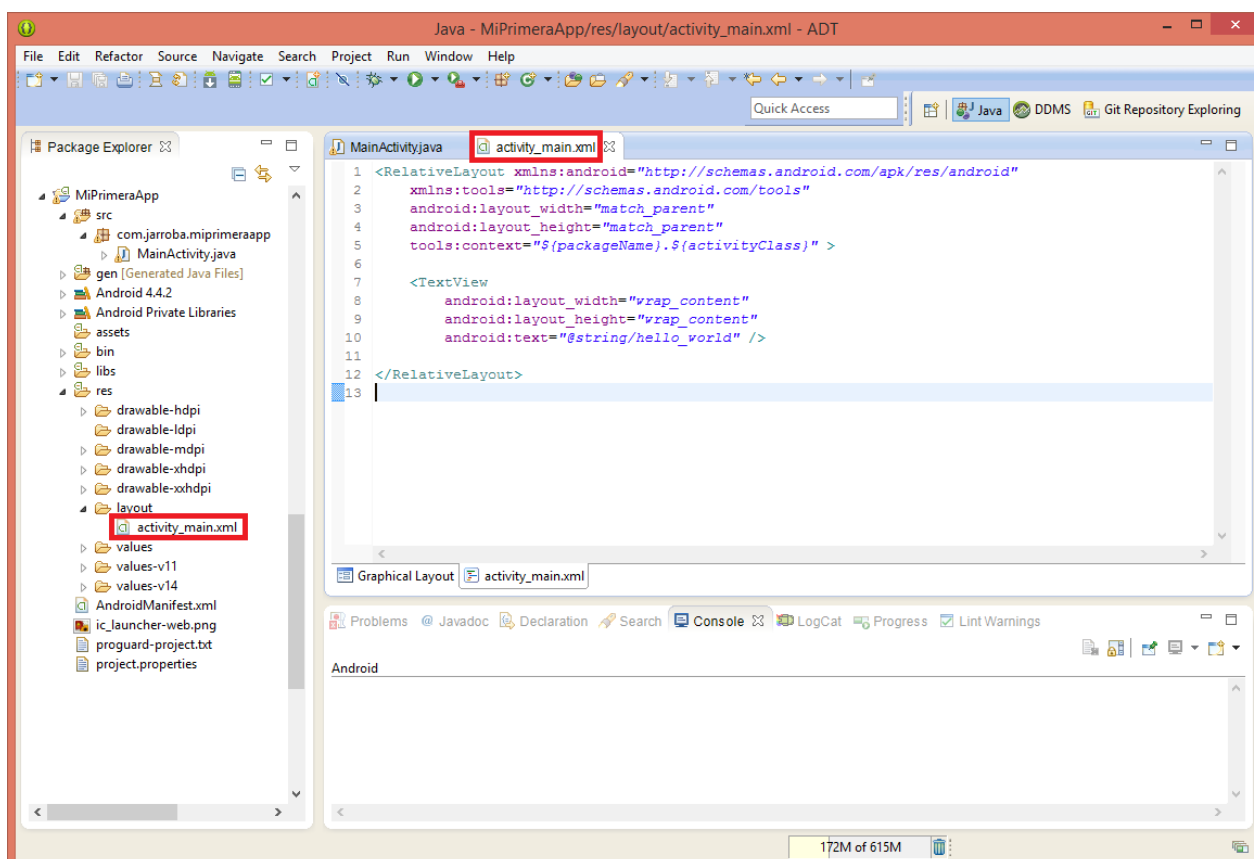 Java - MiPrimeraApp/res/layout/activity_main.xml - ADT
File Edit Refactor Source Navigate Search Project Run Window Help
Quick Access
Java DDMS Git Repository Exploring
Package Explorer
MiPrimeraApp
src
com.jarroba.miprimeraapp
MainActivity.java
gen [Generated Java Files]
Android 4.4.2
Android Private Libraries
assets
bin
libs
res
drawable-hdpi
drawable-ldpi
drawable-mdpi
drawable-xhdpi
drawable-xxhdpi
layout
activity_main.xml
values
values-v11
values-v14
AndroidManifest.xml
ic_launcher-web.png
proguard-project.txt
project.properties
MainActivity.java activity_main.xml
1 <RelativeLayout xmlns:android="http://schemas.android.com/apk/res/android"
2 xmlns:tools="http://schemas.android.com/tools"
3 android:layout_width="match_parent"
4 android:layout_height="match_parent"
5 tools:context="${packageName}.${activityClass}" >
6
7 <TextView
8 android:layout_width="wrap_content"
9 android:layout_height="wrap_content"
10 android:text="@string/hello_world" />
11
12 </RelativeLayout>
13
Graphical Layout activity_main.xml
Problems @ Javadoc Declaration Search Console LogCat Progress Lint Warnings
Android
172M of 615M